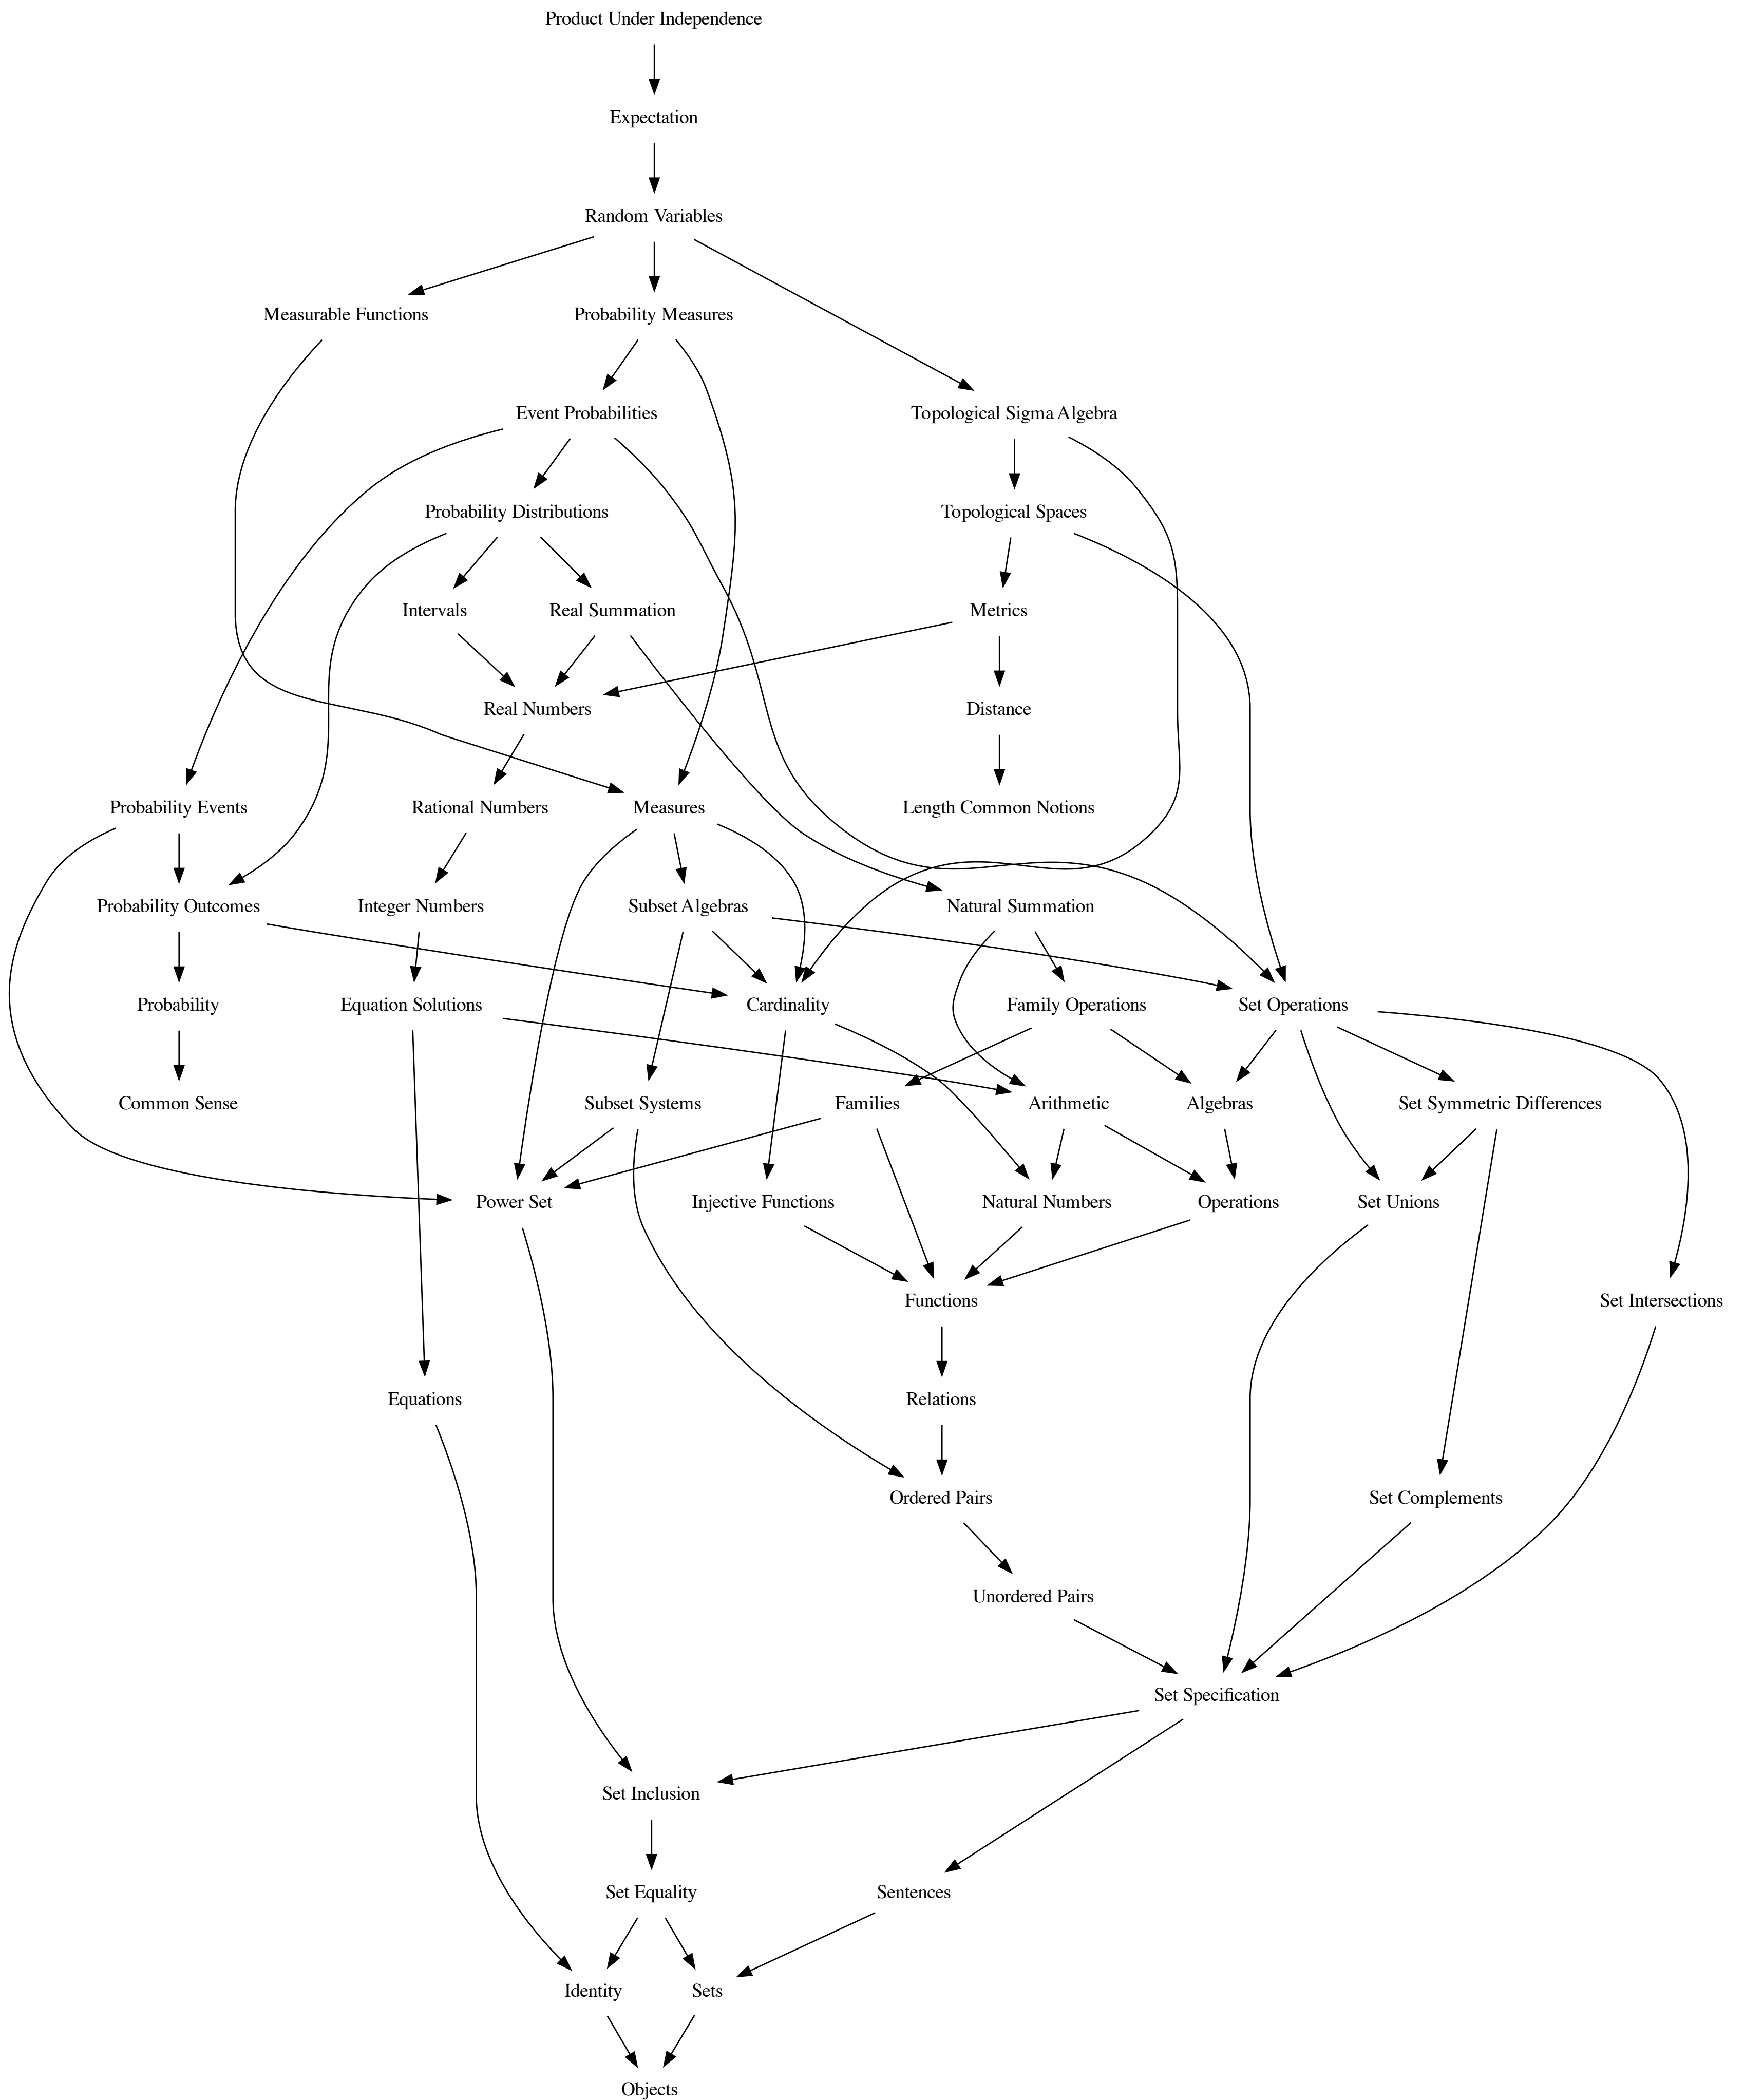 Product Under Independence
Expectation
Random Variables
Measurable Functions
Probability Measures
Event Probabilities
Topological Sigma Algebra
Probability Distributions
Topological Spaces
Intervals
Real Summation
Metrics
Real Numbers
Distance
Probability Events
Rational Numbers
Measures
Length Common Notions
Probability Outcomes
Integer Numbers
Subset Algebras
Natural Summation
Probability
Equation Solutions
Cardinality
Family Operations
Set Operations
Common Sense
Subset Systems
Families
Arithmetic
Algebras
Set Symmetric Differences
Power Set
Injective Functions
Natural Numbers
Operations
Set Unions
Functions
Set Intersections
Equations
Relations
Ordered Pairs
Set Complements
Unordered Pairs
Set Specification
Set Inclusion
Set Equality
Sentences
Identity
Sets
Objects